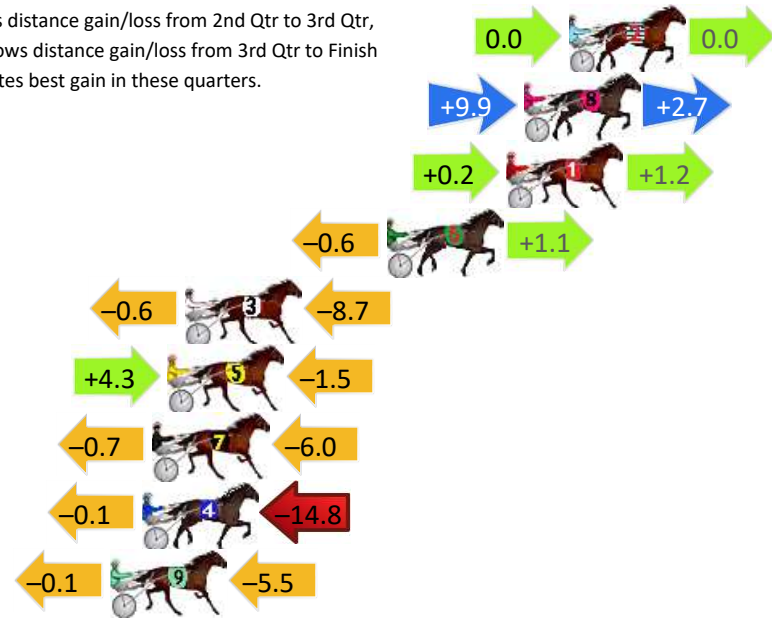 s distance gain/loss from 2nd Qtr to 3rd Qtr,
ows distance gain/loss from 3rd Qtr to Finish
tes best gain in these quarters.
0.0 2 0.0
+9.9 8 +2.7
+0.2 1 +1.2
–0.6 6 +1.1
–0.6 3 –8.7
+4.3 5 –1.5
–0.7 7 –6.0
–0.1 4 –14.8
–0.1 9 –5.5